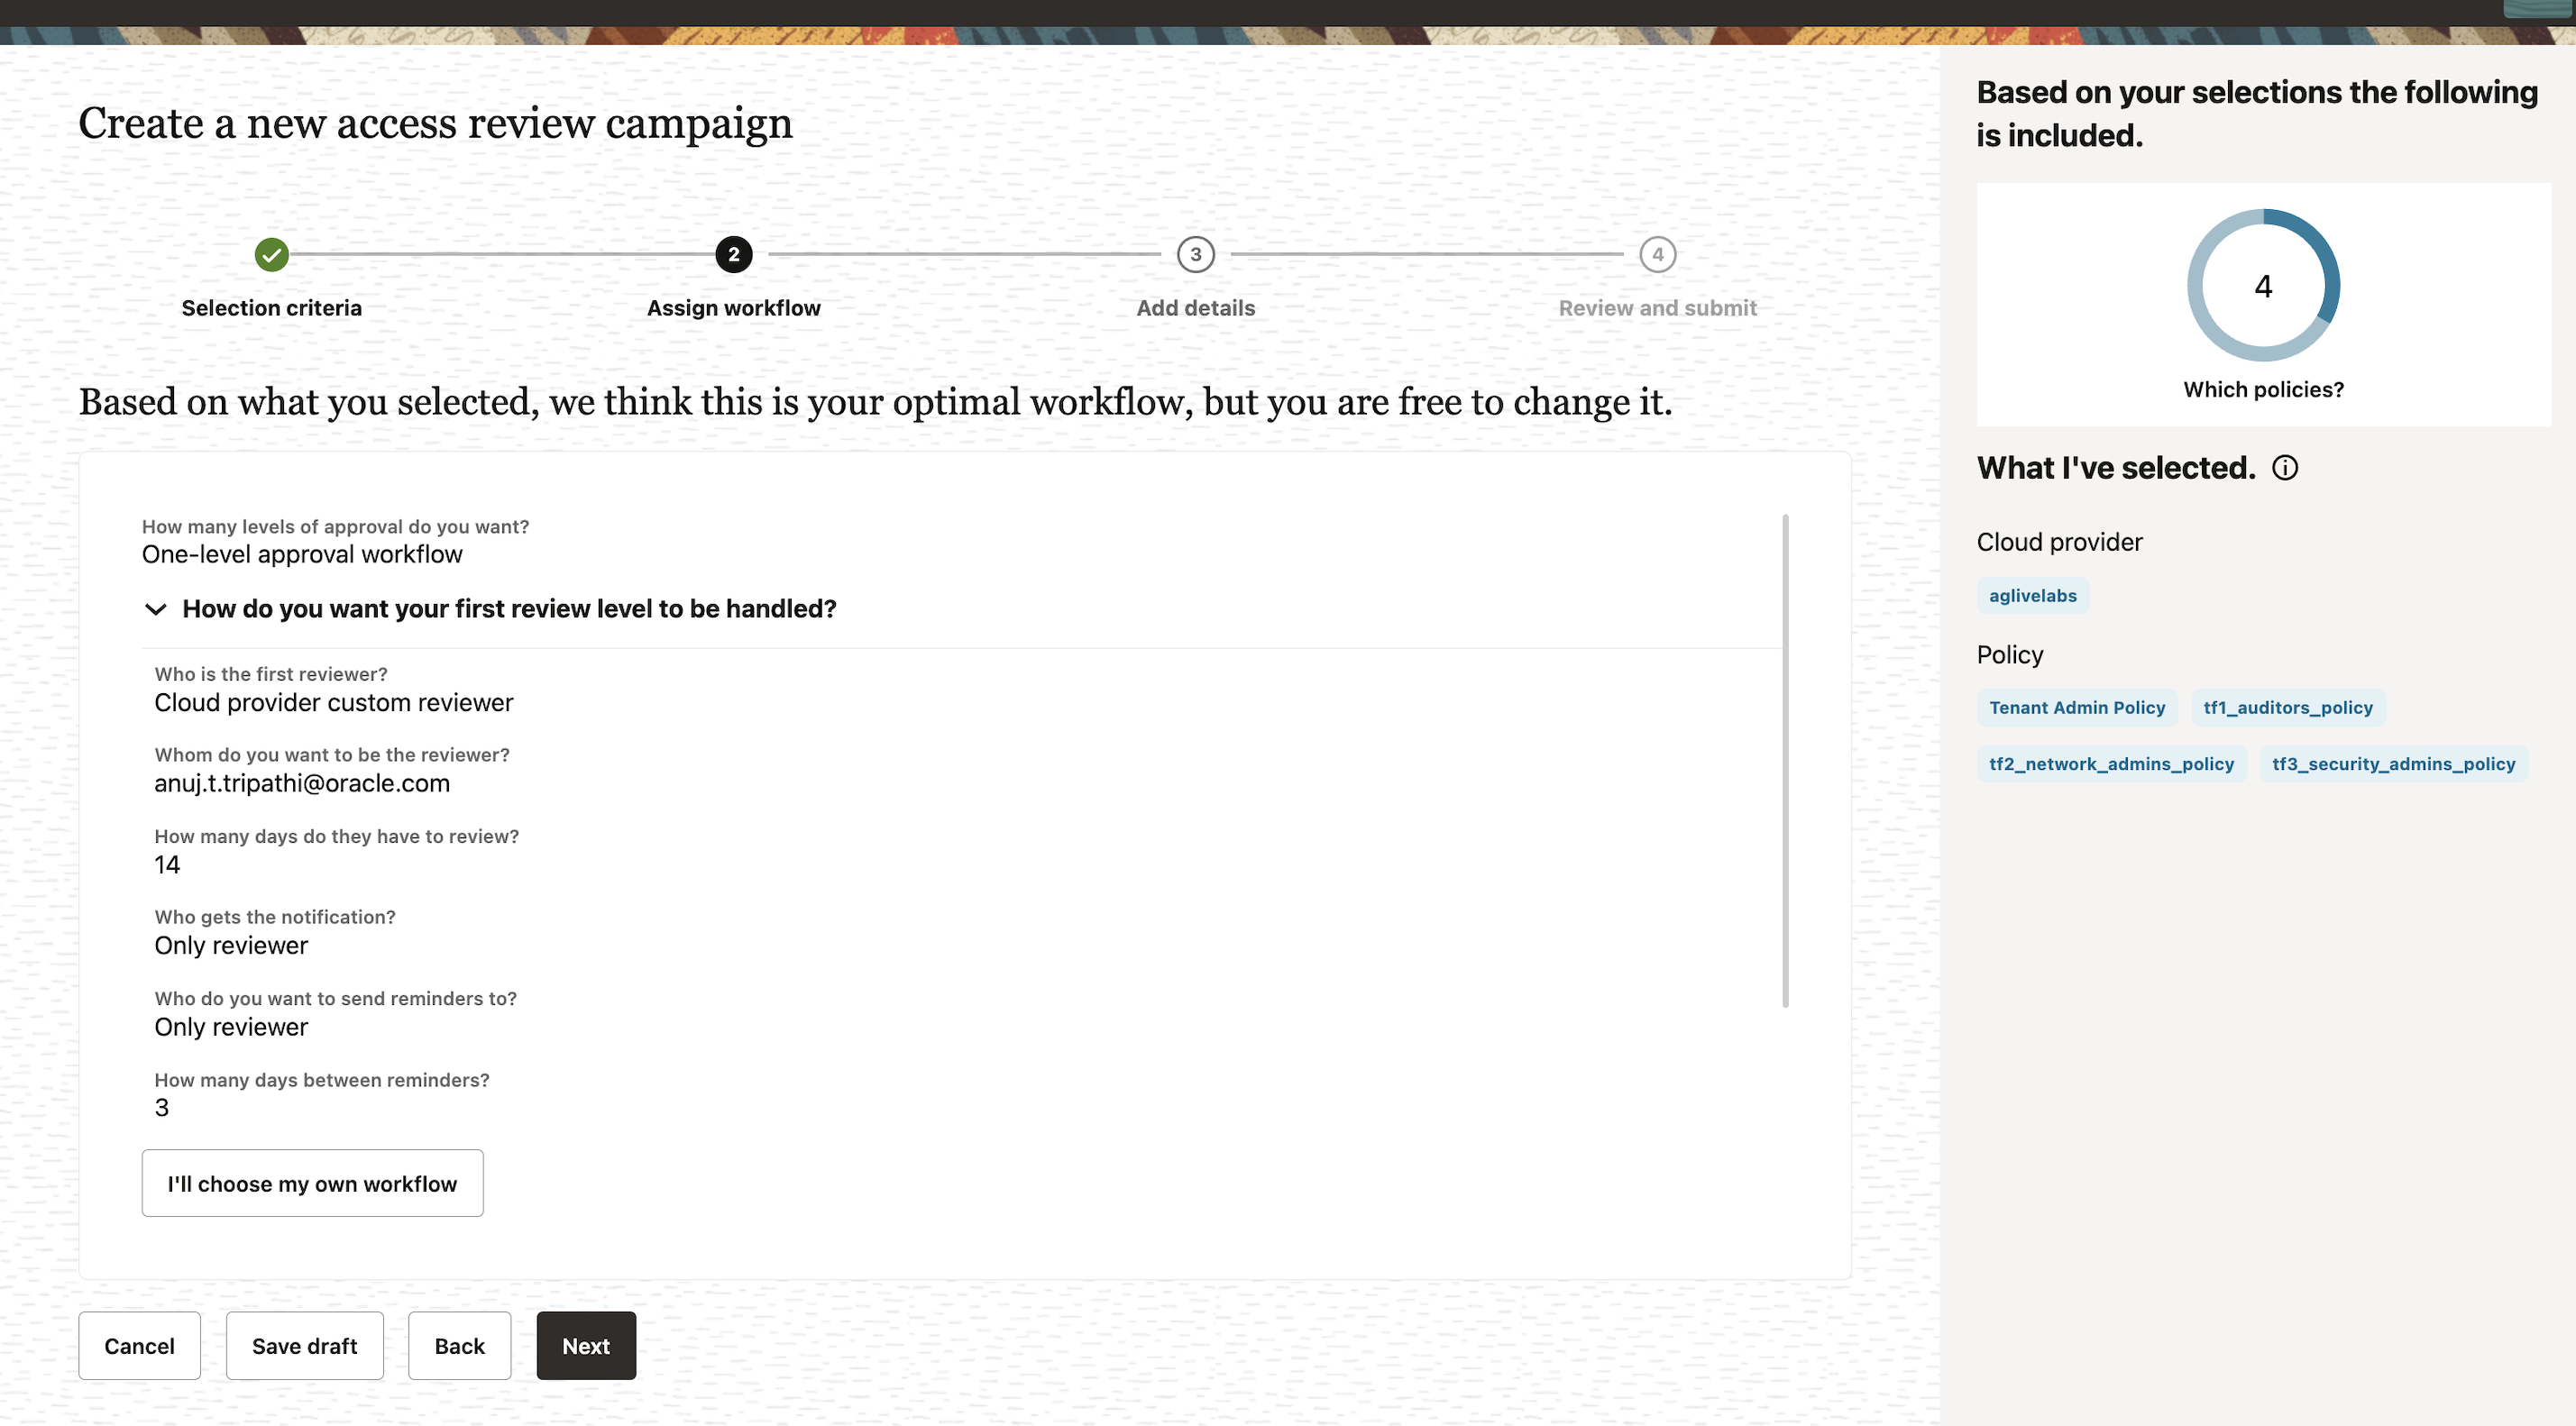 Create a new access review campaign
2
3
4
Selection criteria
Assign workflow
Add details
Review and submit
Based on what you selected, we think this is your optimal workflow, but you are free to change it.
How many levels of approval do you want?
One-level approval workflow
How do you want your first review level to be handled?
Who is the first reviewer?
Cloud provider custom reviewer
Whom do you want to be the reviewer?
anuj.t.tripathi@oracle.com
How many days do they have to review?
14
Who gets the notification?
Only reviewer
Who do you want to send reminders to?
Only reviewer
How many days between reminders?
3
I'll choose my own workflow
Cancel
Save draft
Back
Next
Based on your selections the following
is included.
4
Which policies?
What I've selected.
Cloud provider
aglivelabs
Policy
Tenant Admin Policy
tf1_auditors_policy
tf2_network_admins_policy
tf3_security_admins_policy